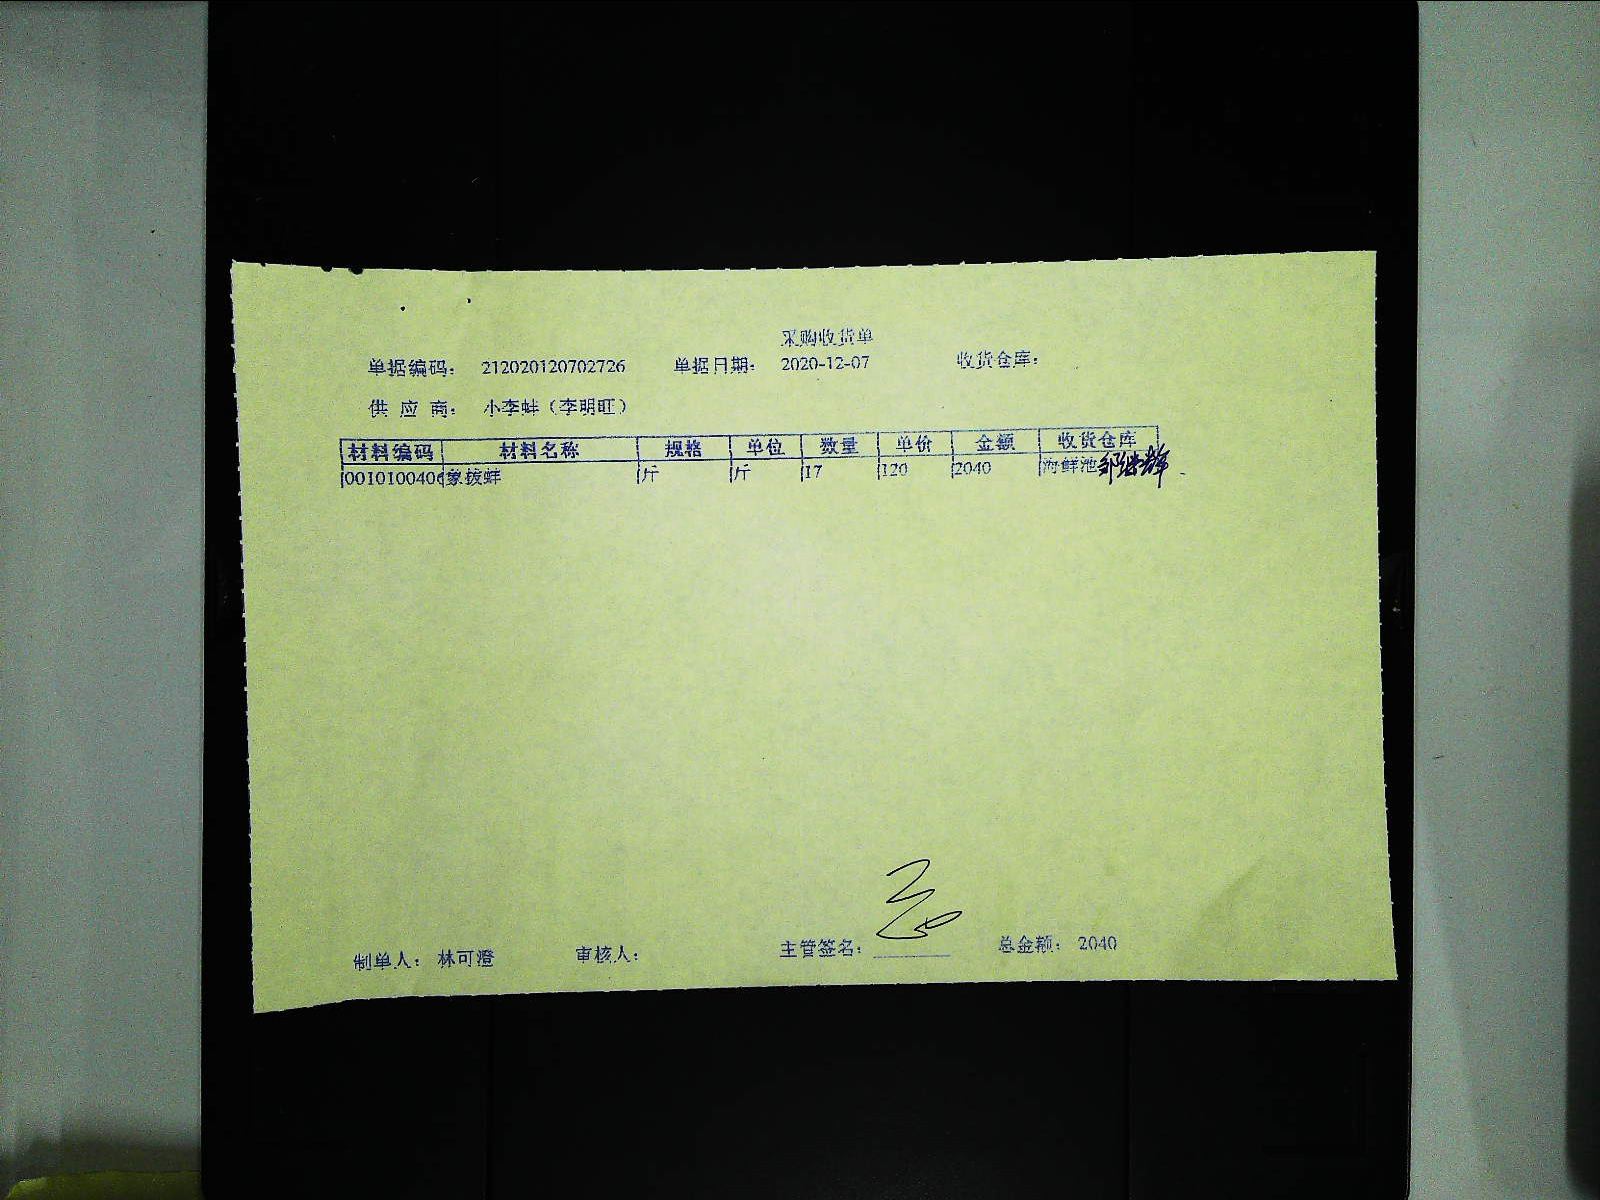 采购收货单
单据编码： 212020120702726 单据日期： 2020-12-07 收货仓库：
供 应 商： 小李蚌（李明旺）
材料编码 材料名称 规格 单位 数量 单价 金额 收货仓库
0010100406 象拔蚌 斤 斤 17 120 2040 海鲜池
制单人： 林可澄 审核人： 主管签名： 总金额： 2040